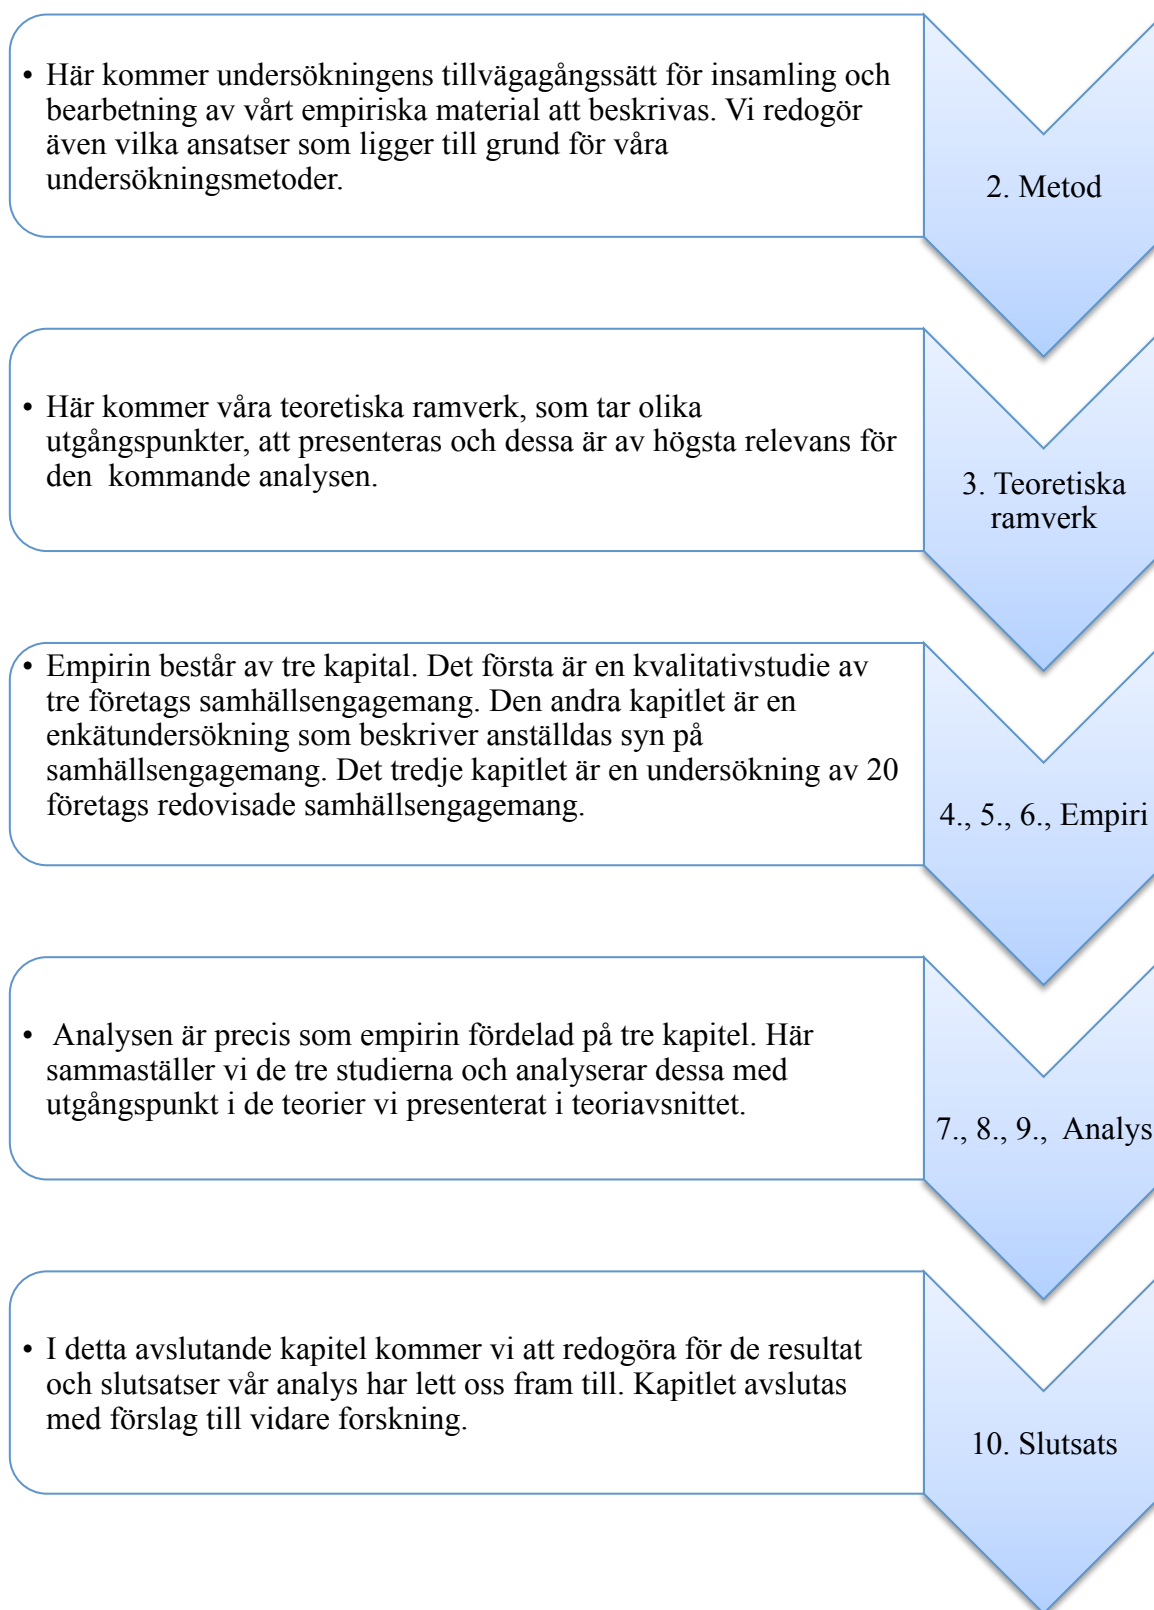 • Här kommer undersökningens tillvägagångssätt för insamling och
bearbetning av vårt empiriska material att beskrivas. Vi redogör
även vilka ansatser som ligger till grund för våra
undersökningsmetoder.
2. Metod
• Här kommer våra teoretiska ramverk, som tar olika
utgångspunkter, att presenteras och dessa är av högsta relevans för
den  kommande analysen.
3. Teoretiska
ramverk
• Empirin består av tre kapital. Det första är en kvalitativstudie av
tre företags samhällsengagemang. Den andra kapitlet är en
enkätundersökning som beskriver anställdas syn på
samhällsengagemang. Det tredje kapitlet är en undersökning av 20
företags redovisade samhällsengagemang.
4., 5., 6., Empiri
•  Analysen är precis som empirin fördelad på tre kapitel. Här
sammaställer vi de tre studierna och analyserar dessa med
utgångspunkt i de teorier vi presenterat i teoriavsnittet.
7., 8., 9.,  Analys
• I detta avslutande kapitel kommer vi att redogöra för de resultat
och slutsatser vår analys har lett oss fram till. Kapitlet avslutas
med förslag till vidare forskning.
10. Slutsats